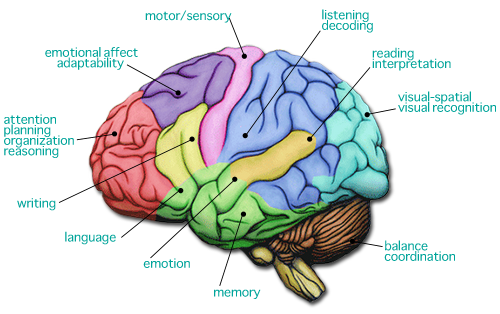 motor/sensory
listening
decoding
emotional affect
adaptability
reading
interpretation
visual-spatial
visual recognition
attention
planning
organization
reasoning
writing
language
emotion
memory
balance
coordination